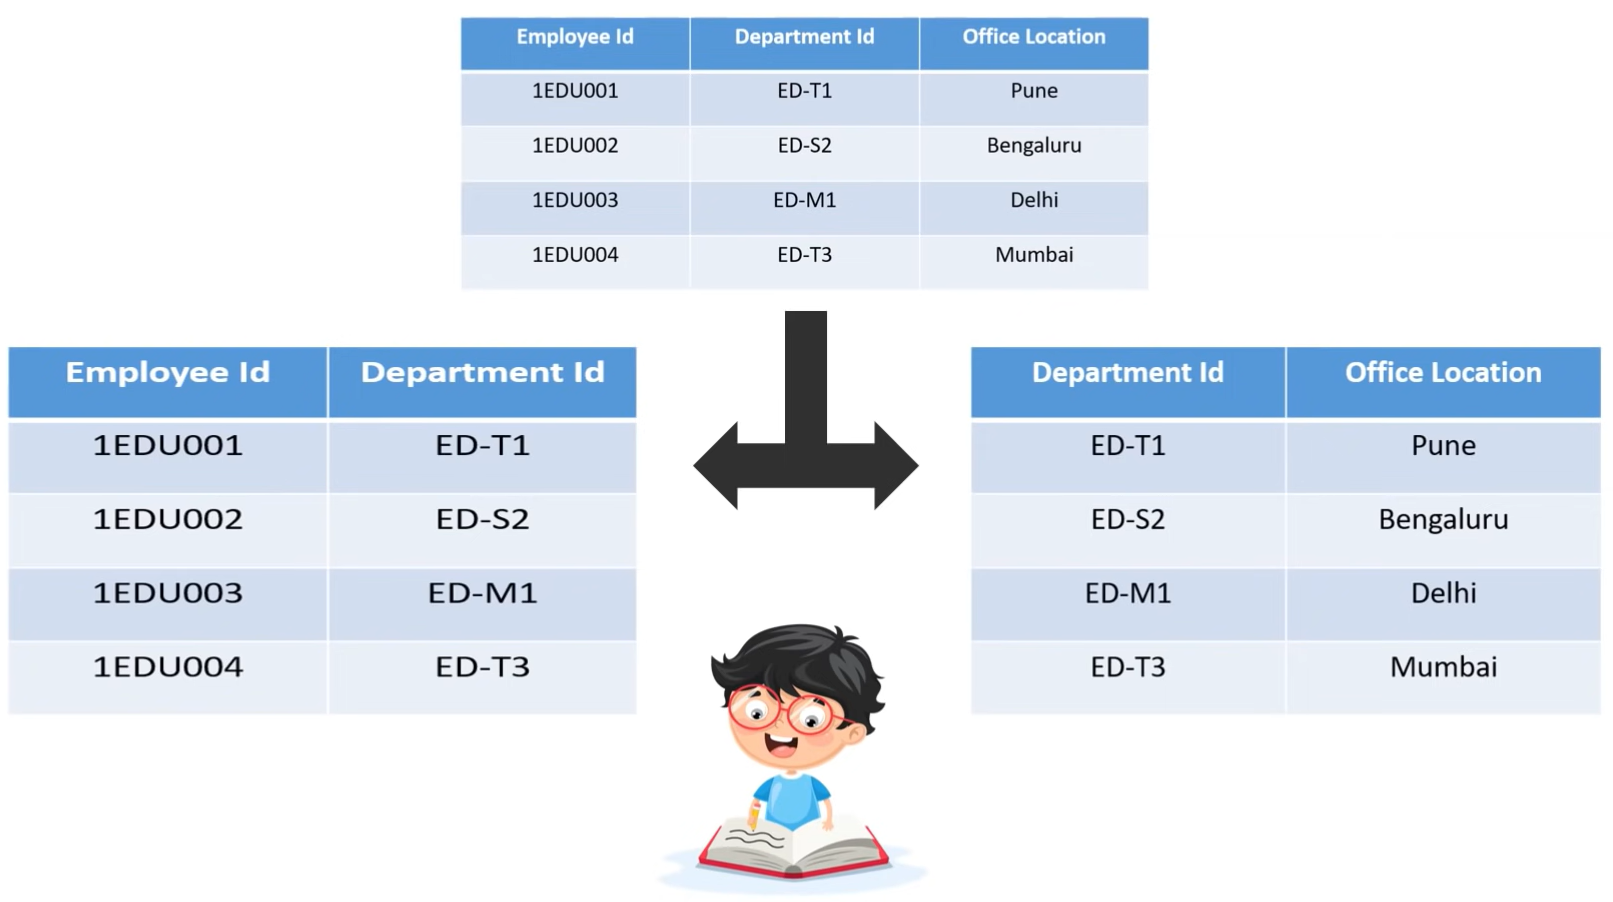 Employee Id Department Id Office Location
1EDU001 ED-T1 Pune
1EDU002 ED-S2 Bengaluru
1EDU003 ED-M1 Delhi
1EDU004 ED-T3 Mumbai
Employee Id Department Id
1EDU001 ED-T1
1EDU002 ED-S2
1EDU003 ED-M1
1EDU004 ED-T3
Department Id Office Location
ED-T1 Pune
ED-S2 Bengaluru
ED-M1 Delhi
ED-T3 Mumbai